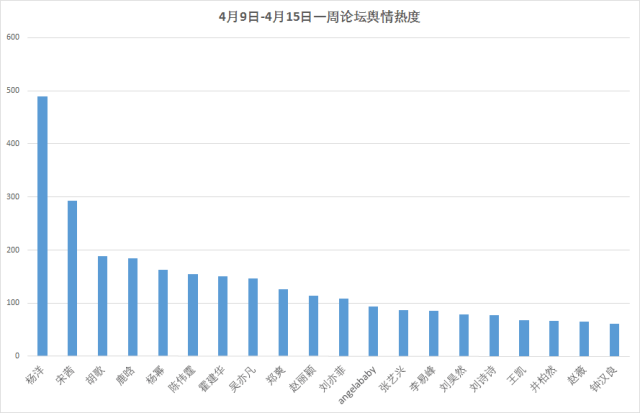 4月9日-4月15日一周论坛舆情热度
600
500
400
300
200
100
0
杨洋
宋茜
胡歌
鹿晗
杨幂
陈伟霆
霍建华
吴亦凡
郑爽
赵丽颖
刘亦菲
angelababy
张艺兴
李易峰
刘昊然
刘诗诗
王凯
井柏然
赵薇
钟汉良